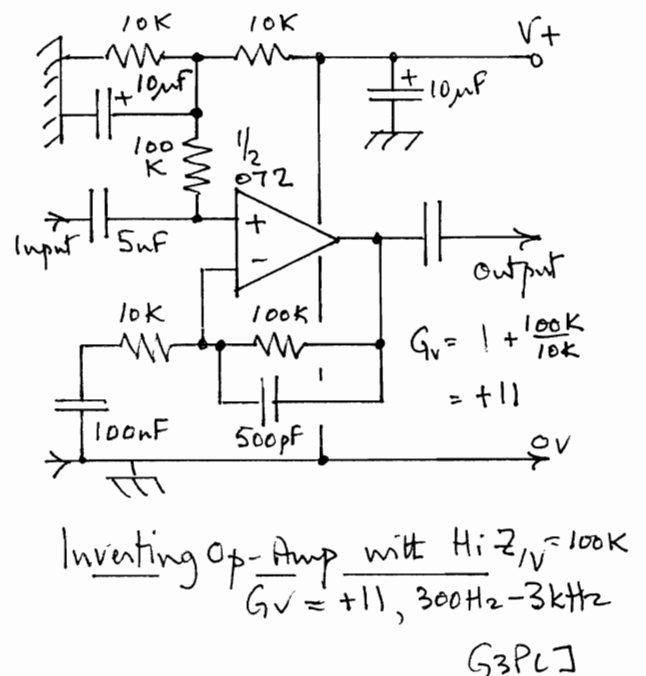 10K 10K V+
+ 10µF + 10µF
100
K
1/2
072
+
Input 5nF
-
Output
10K 100K
Gv = 1 + 100K/10K
= +11
100nF 500pF
0V
Inverting Op-Amp with Hi Z/N = 100K
Gv = +11, 300Hz-3kHz
G3PLJ